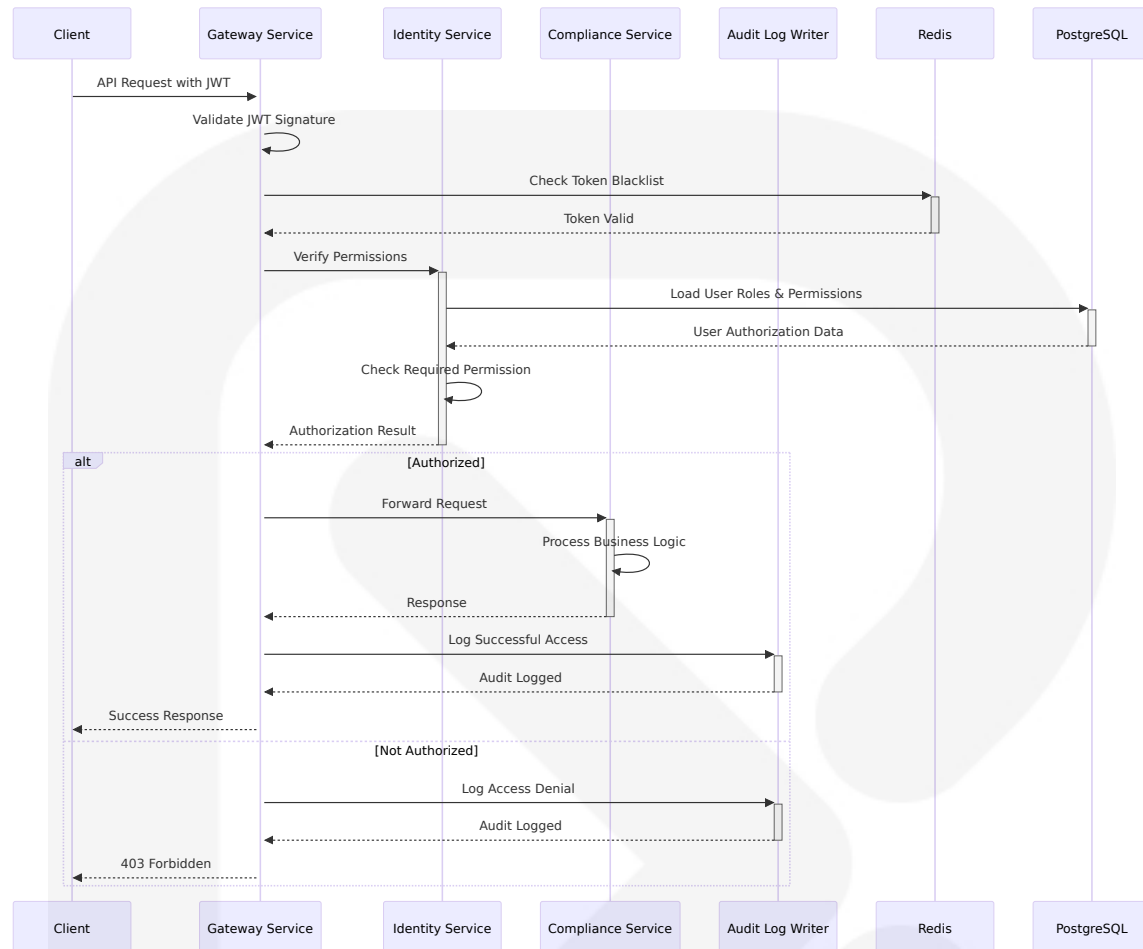 Client
Gateway Service
Identity Service
Compliance Service
Audit Log Writer
Redis
PostgreSQL
API Request with JWT
Validate JWT Signature
Check Token Blacklist
Token Valid
Verify Permissions
Load User Roles & Permissions
User Authorization Data
Check Required Permission
Authorization Result
alt
[Authorized]
Forward Request
Process Business Logic
Response
Log Successful Access
Audit Logged
Success Response
[Not Authorized]
Log Access Denial
Audit Logged
403 Forbidden
Client
Gateway Service
Identity Service
Compliance Service
Audit Log Writer
Redis
PostgreSQL